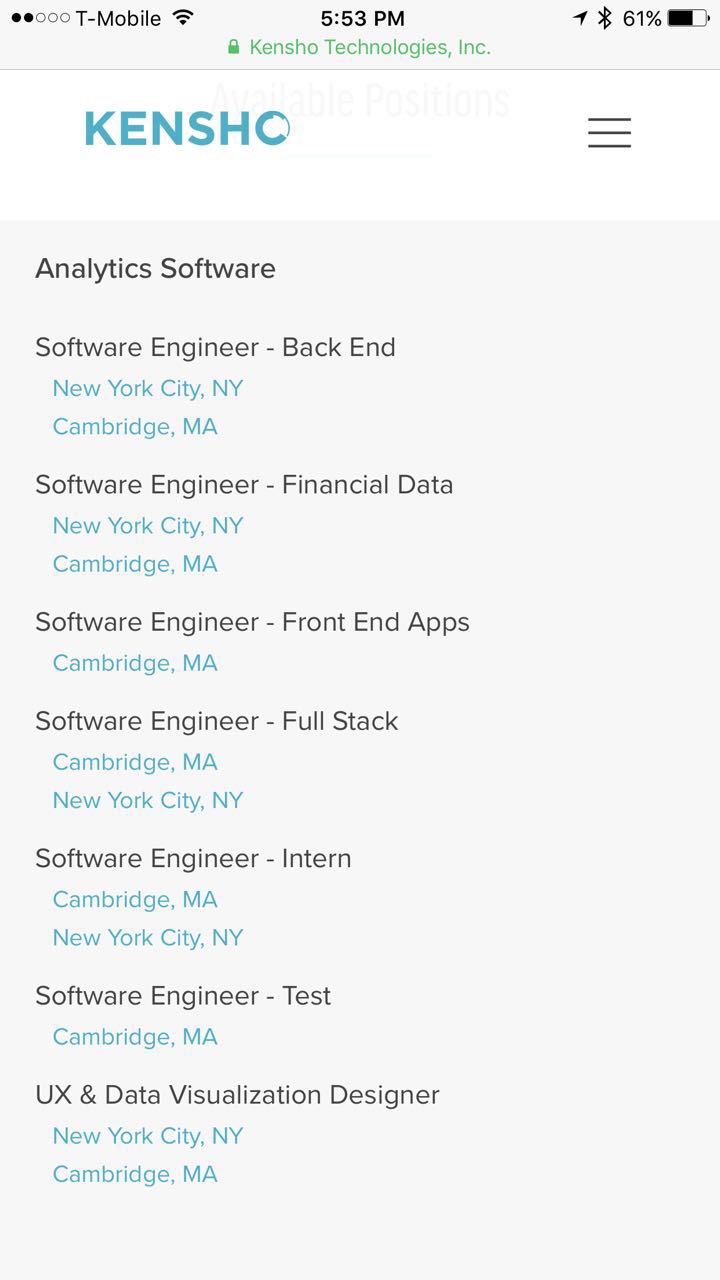 T-Mobile 5:53 PM 61%
Kensho Technologies, Inc.
Available Positions
KENSHO
Analytics Software
Software Engineer - Back End
New York City, NY
Cambridge, MA
Software Engineer - Financial Data
New York City, NY
Cambridge, MA
Software Engineer - Front End Apps
Cambridge, MA
Software Engineer - Full Stack
Cambridge, MA
New York City, NY
Software Engineer - Intern
Cambridge, MA
New York City, NY
Software Engineer - Test
Cambridge, MA
UX & Data Visualization Designer
New York City, NY
Cambridge, MA